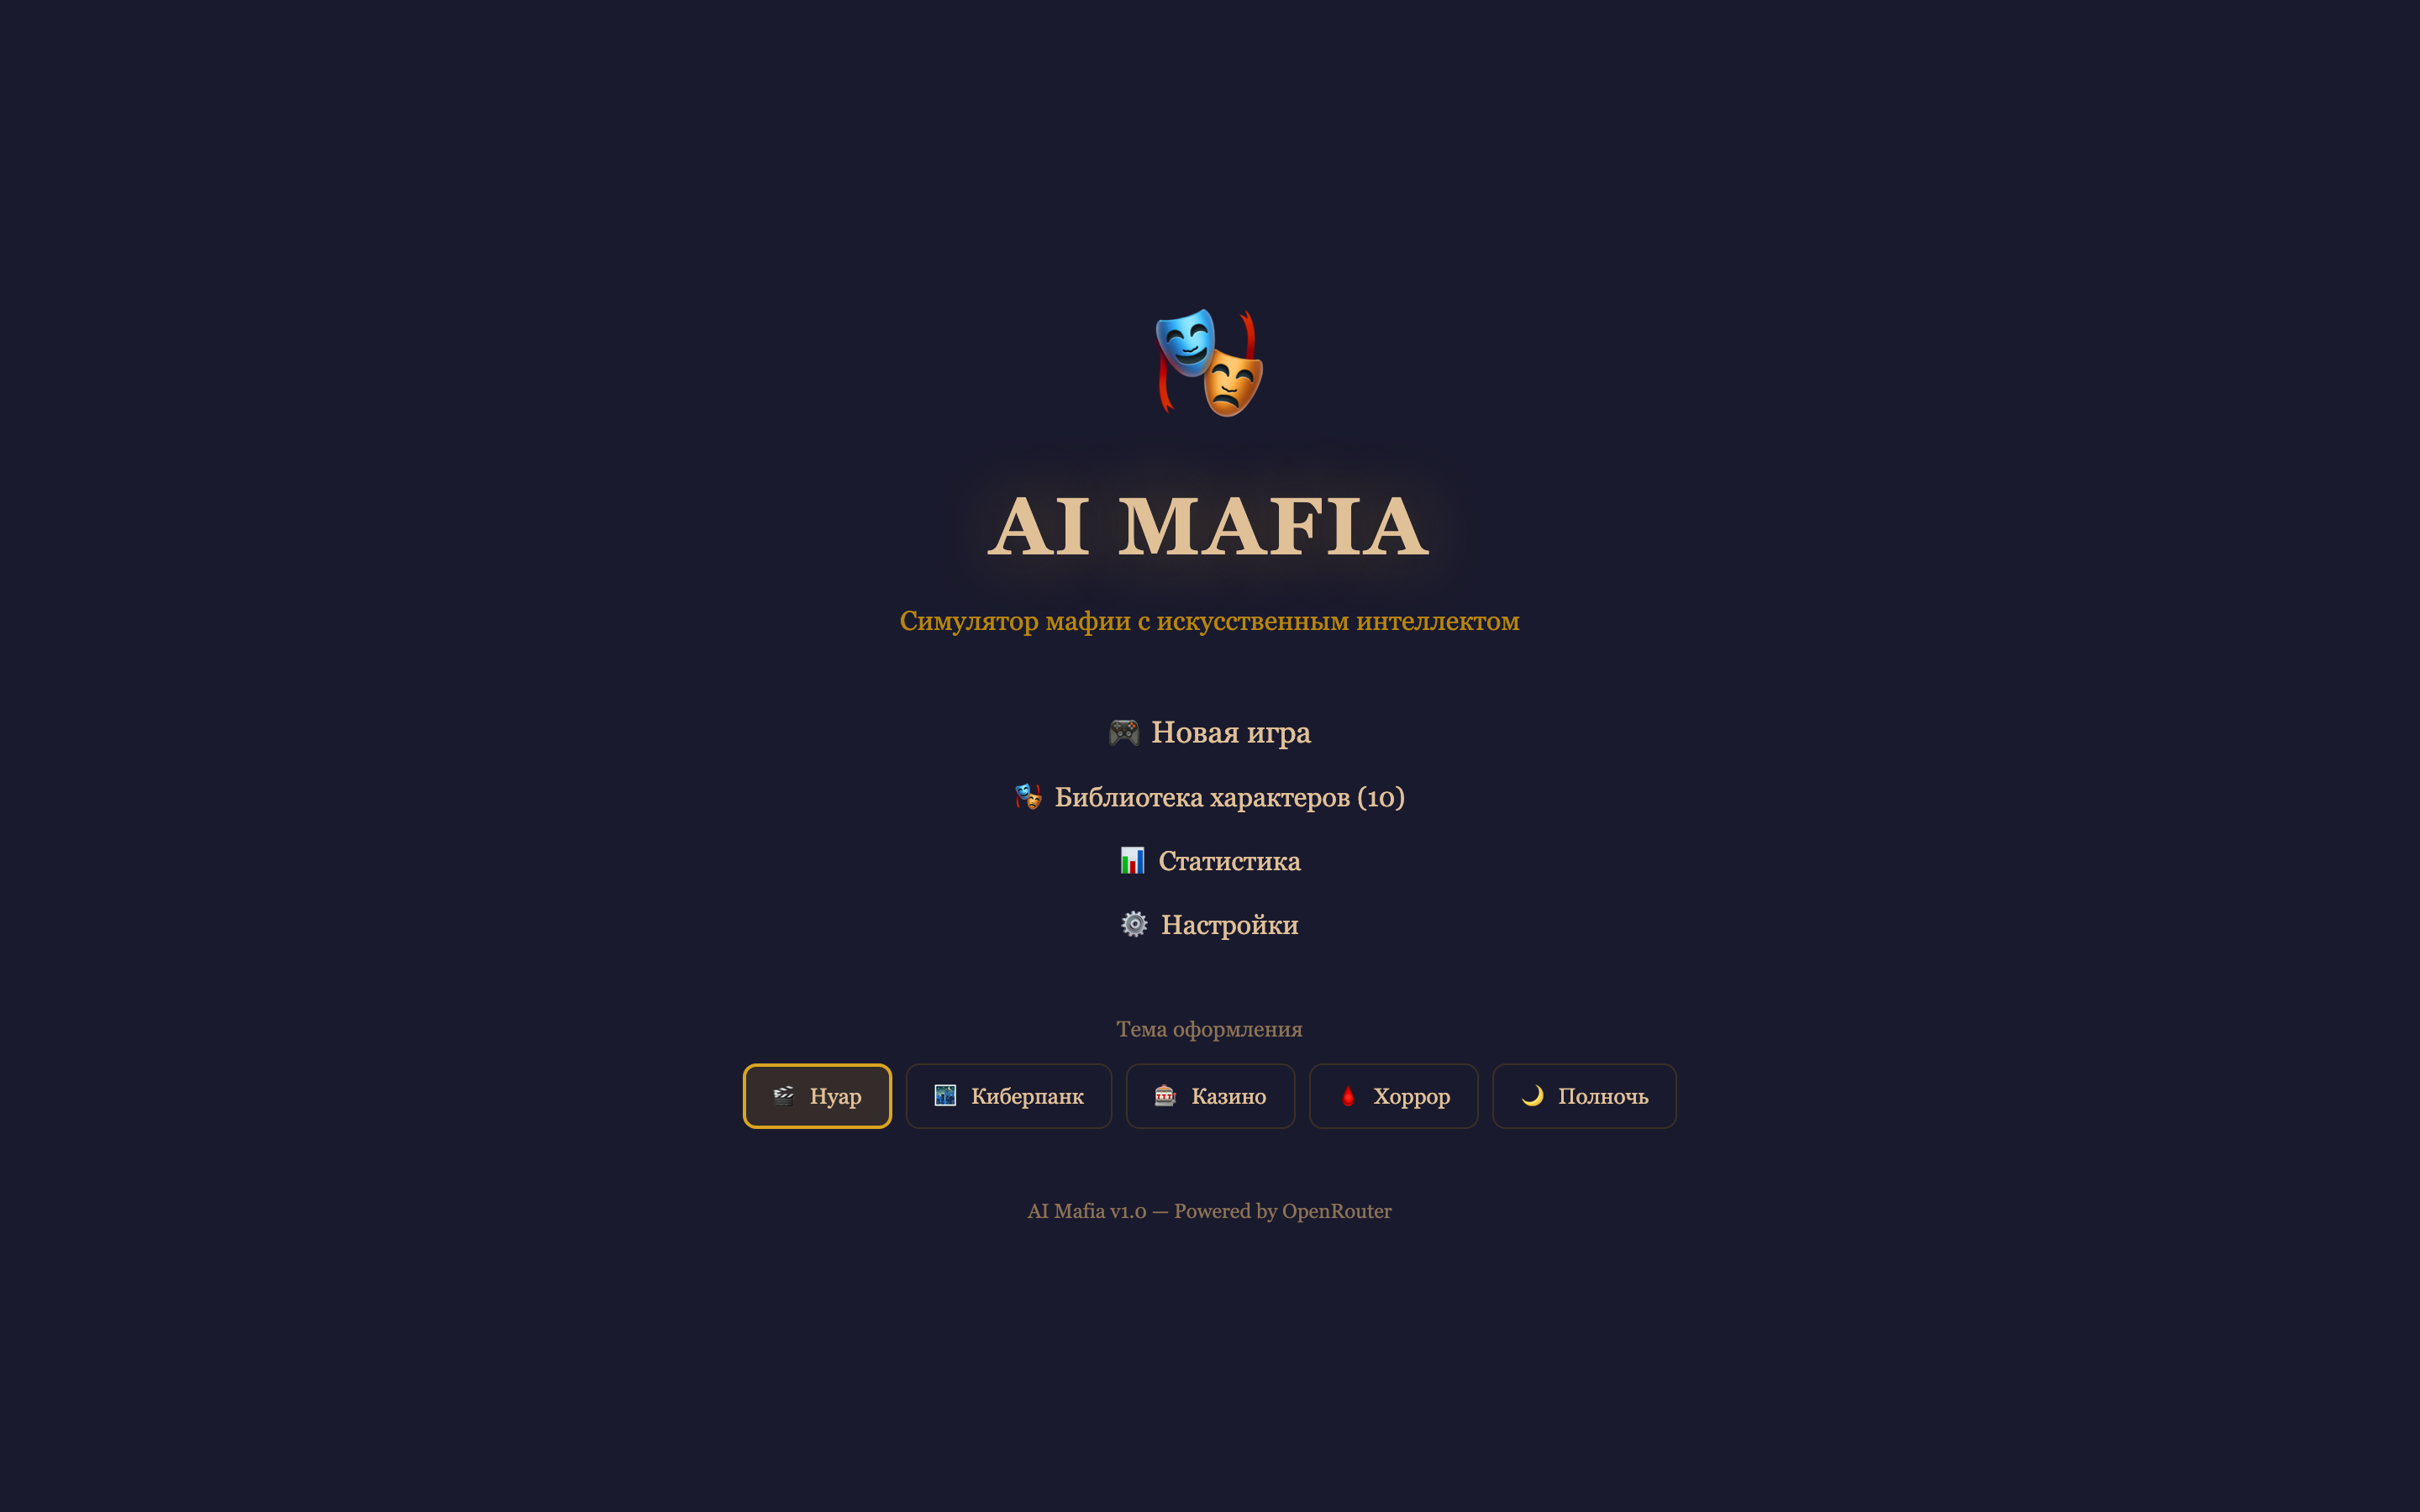 AI MAFIA
Симулятор мафии с искусственным интеллектом
Новая игра
Библиотека характеров (10)
Статистика
Настройки
Тема оформления
Нуар Киберпанк Казино Хоррор Полночь
AI Mafia v1.0 — Powered by OpenRouter